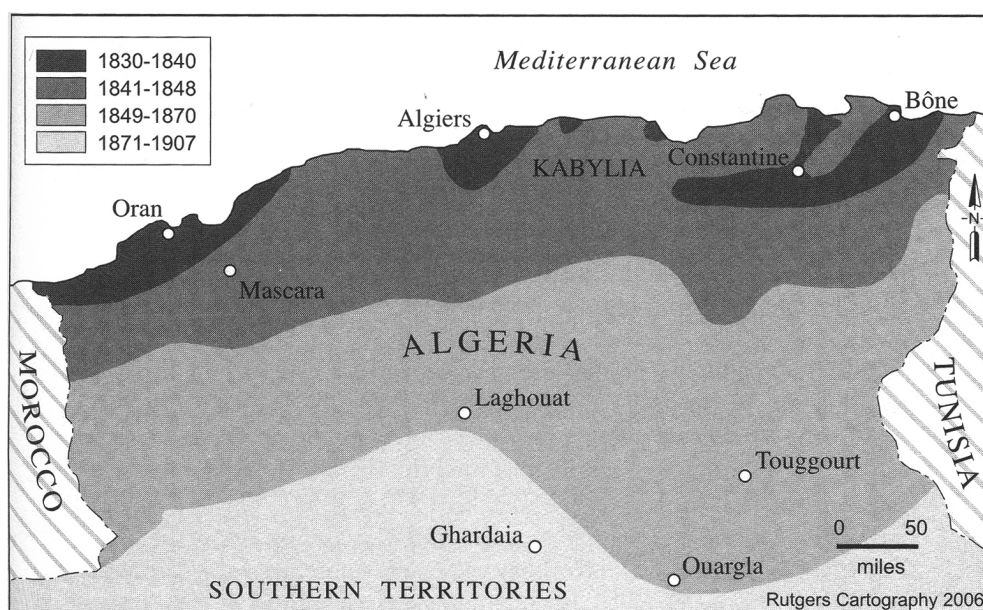 1830-1840
1841-1848
1849-1870
1871-1907
Mediterranean Sea
Bône
Algiers
Constantine
KABYLIA
Oran
-N-
Mascara
ALGERIA
MOROCCO
TUNISIA
Laghouat
Touggourt
0 50
miles
Ghardaia
Ouargla
SOUTHERN TERRITORIES
Rutgers Cartography 2006